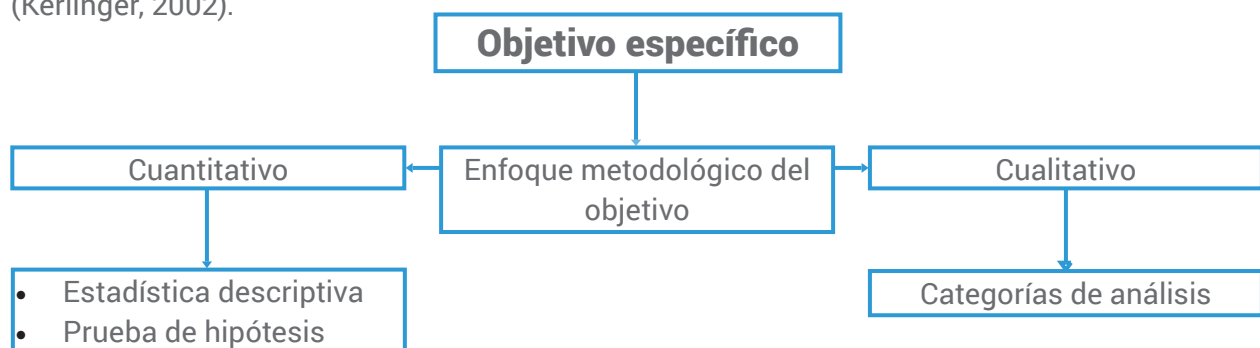 (Kerlinger, 2002).
Objetivo específico
Cuantitativo
Enfoque metodológico del
objetivo
Cualitativo
• Estadística descriptiva
• Prueba de hipótesis
Categorías de análisis